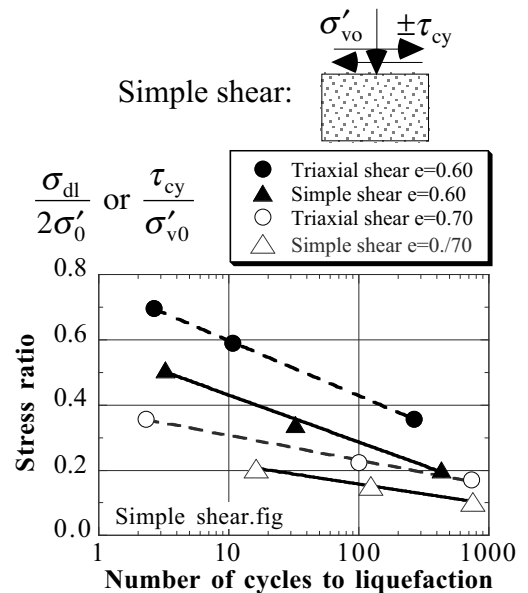 σ′vo ±τcy
Simple shear:
Triaxial shear e=0.60
Simple shear e=0.60
Triaxial shear e=0.70
Simple shear e=0./70
σdl/2σ′0 or τcy/σ′v0
0.8
0.6
0.4
0.2
0.0
Stress ratio
Simple shear.fig
1 10 100 1000
Number of cycles to liquefaction